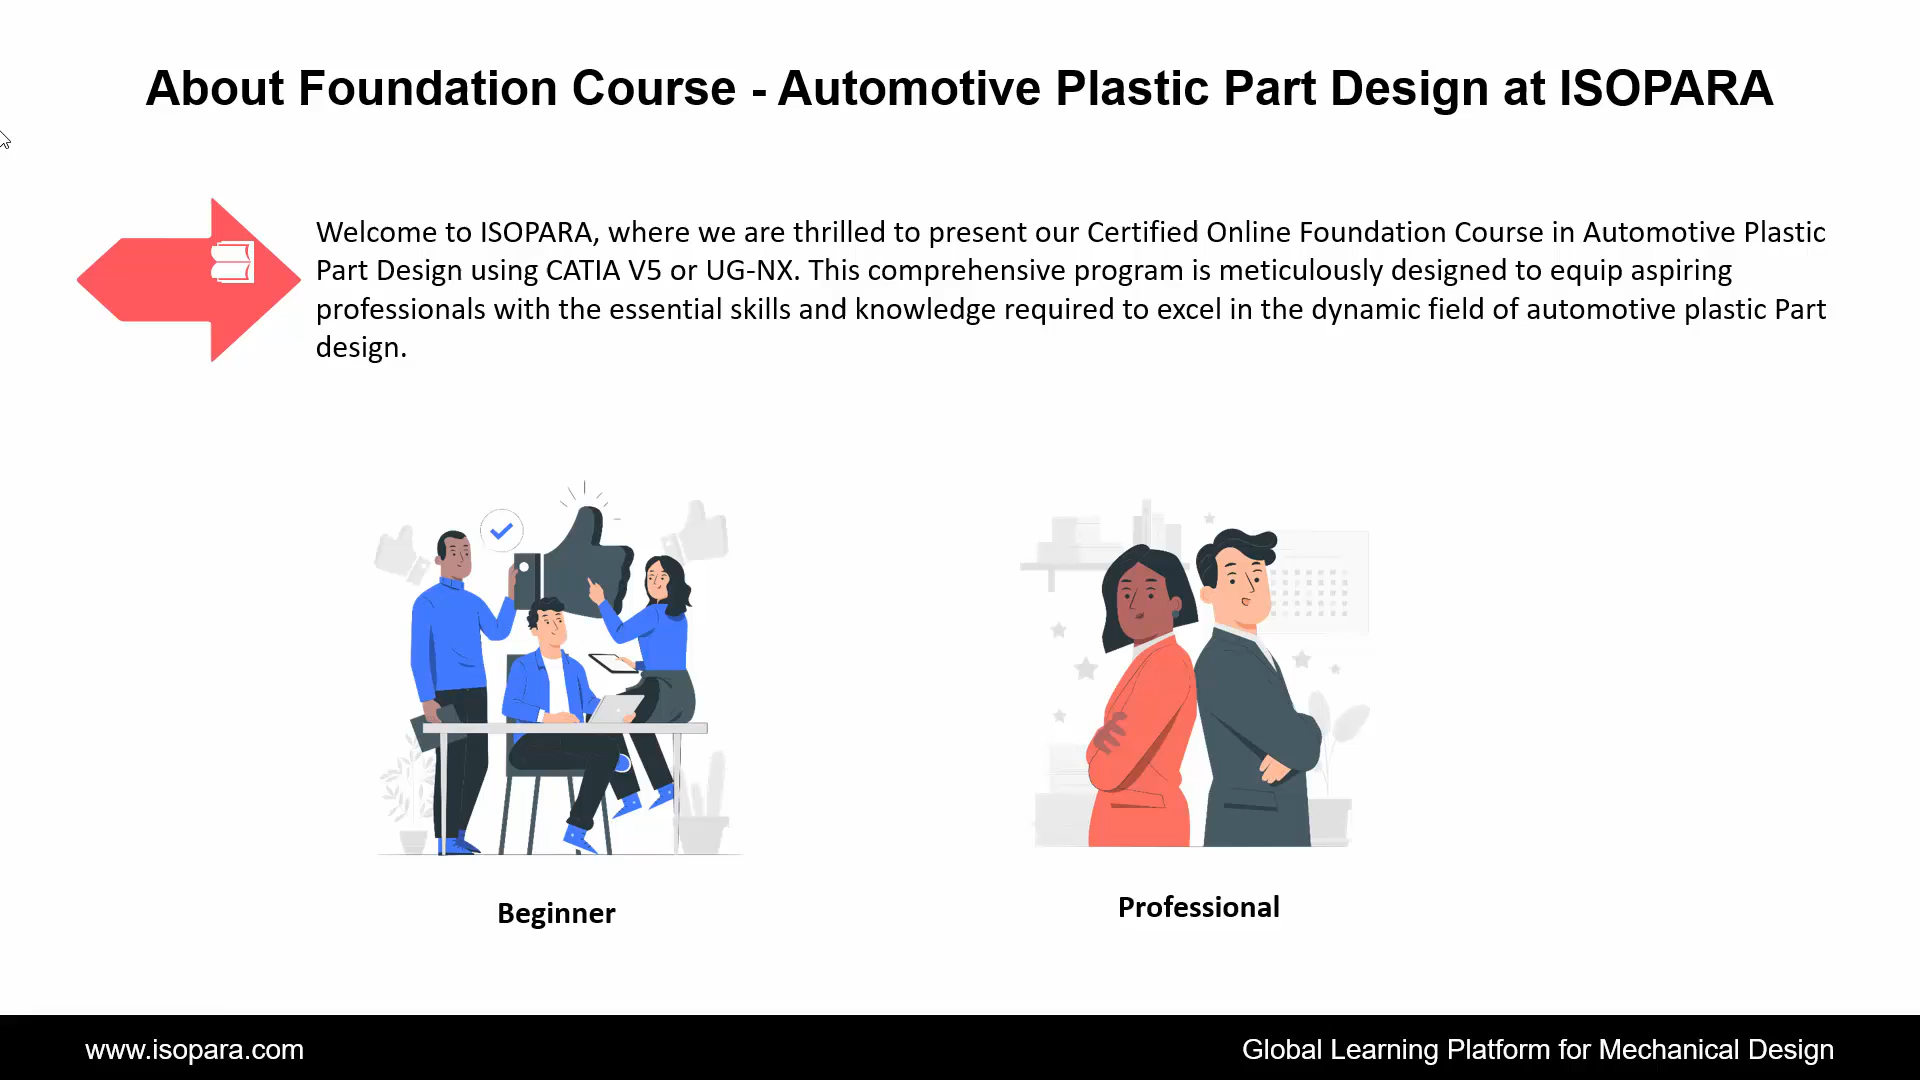 About Foundation Course - Automotive Plastic Part Design at ISOPARA
Welcome to ISOPARA, where we are thrilled to present our Certified Online Foundation Course in Automotive Plastic
Part Design using CATIA V5 or UG-NX. This comprehensive program is meticulously designed to equip aspiring
professionals with the essential skills and knowledge required to excel in the dynamic field of automotive plastic Part
design.
Beginner
Professional
www.isopara.com
Global Learning Platform for Mechanical Design